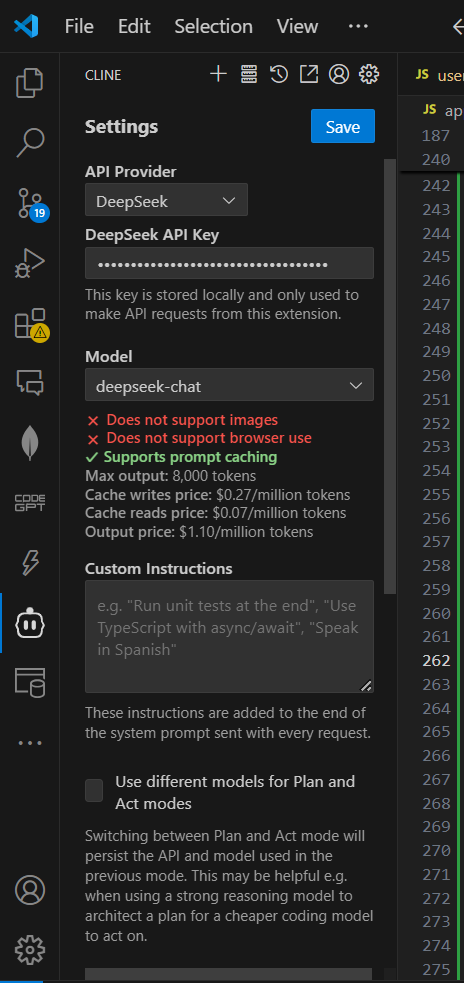 File Edit Selection View ...
CLINE
JS user
Settings
Save
JS ap
API Provider
DeepSeek
DeepSeek API Key
••••••••••••••••••••••••••••••••••
This key is stored locally and only used to
make API requests from this extension.
Model
deepseek-chat
Does not support images
Does not support browser use
Supports prompt caching
Max output: 8,000 tokens
Cache writes price: $0.27/million tokens
Cache reads price: $0.07/million tokens
Output price: $1.10/million tokens
Custom Instructions
e.g. "Run unit tests at the end", "Use
TypeScript with async/await", "Speak
in Spanish"
These instructions are added to the end of
the system prompt sent with every request.
Use different models for Plan and
Act modes
Switching between Plan and Act mode will
persist the API and model used in the
previous mode. This may be helpful e.g.
when using a strong reasoning model to
architect a plan for a cheaper coding model
to act on.
19
CODE
GPT
187
240
242
243
244
245
246
247
248
249
250
251
252
253
254
255
256
257
258
259
260
261
262
263
264
265
266
267
268
269
270
271
272
273
274
275